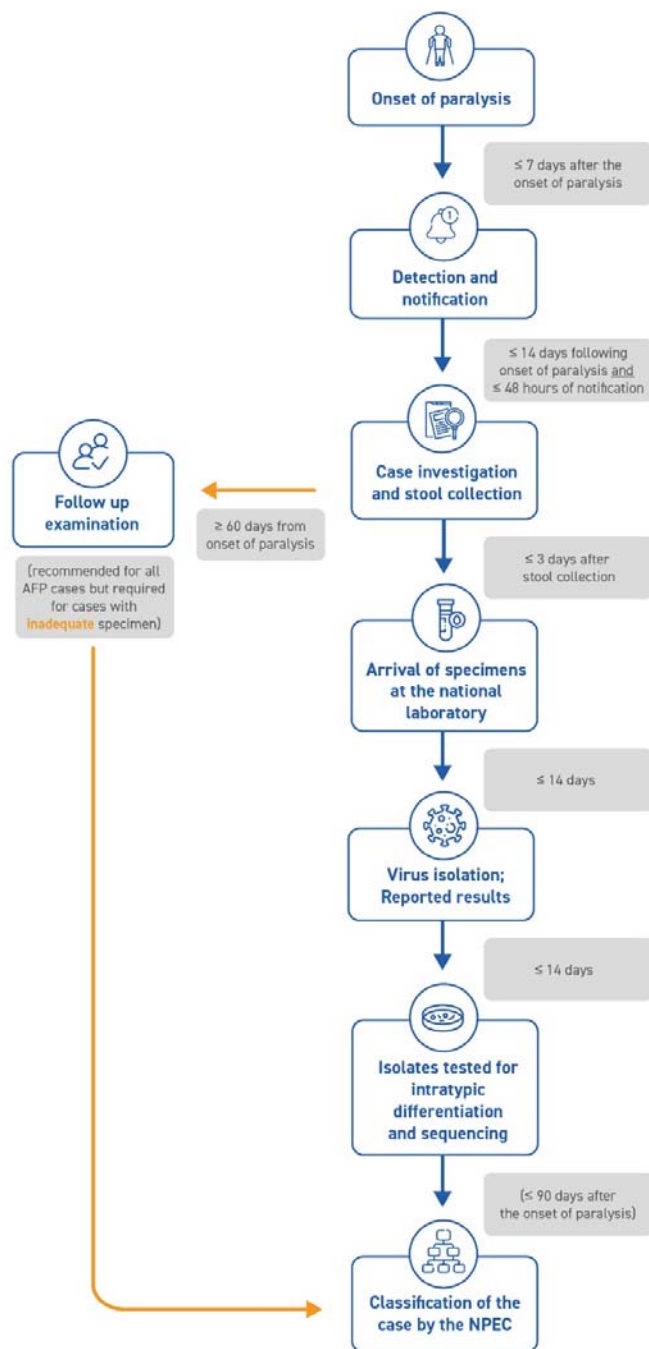 Onset of paralysis
≤ 7 days after the
onset of paralysis
1
Detection and
notification
≤ 14 days following
onset of paralysis and
≤ 48 hours of notification
Case investigation
and stool collection
Follow up
examination
≥ 60 days from
onset of paralysis
(recommended for all
AFP cases but required
for cases with
inadequate specimen)
≤ 3 days after
stool collection
Arrival of specimens
at the national
laboratory
≤ 14 days
Virus isolation;
Reported results
≤ 14 days
Isolates tested for
intratypic
differentiation
and sequencing
(≤ 90 days after
the onset of paralysis)
Classification of the
case by the NPEC